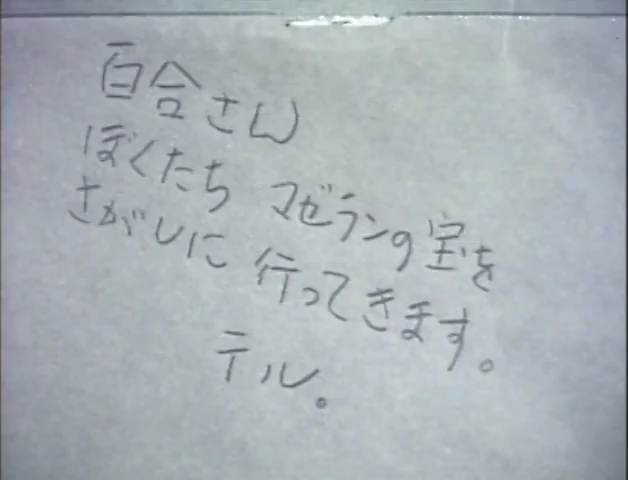 百合さん
ぼくたち マゼランの宝を
さがしに 行ってきます。
テル。